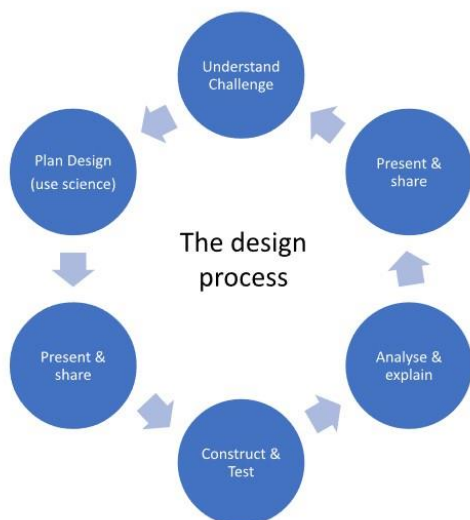 Understand
Challenge
Plan Design
(use science)
Present &
share
Construct &
Test
Analyse &
explain
Present &
share
The design
process